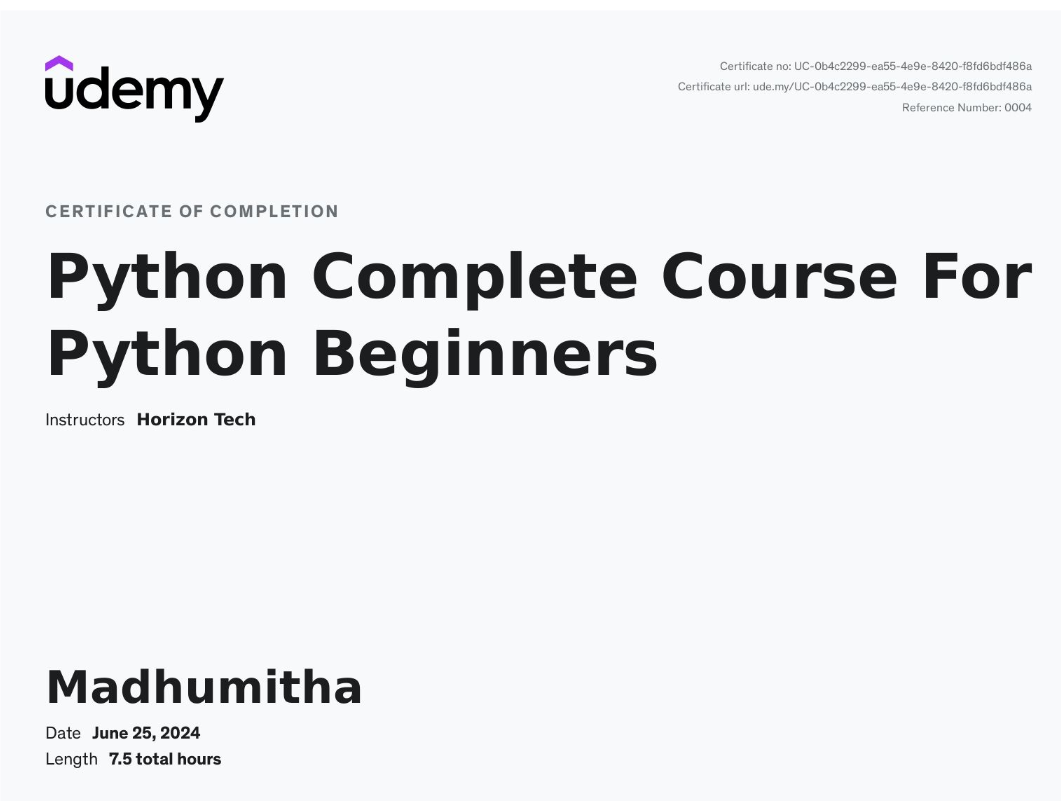 udemy
Certificate no: UC-0b4c2299-ea55-4e9e-8420-f8fd6bdf486a
Certificate url: ude.my/UC-0b4c2299-ea55-4e9e-8420-f8fd6bdf486a
Reference Number: 0004
CERTIFICATE OF COMPLETION
Python Complete Course For
Python Beginners
Instructors Horizon Tech
Madhumitha
Date June 25, 2024
Length 7.5 total hours